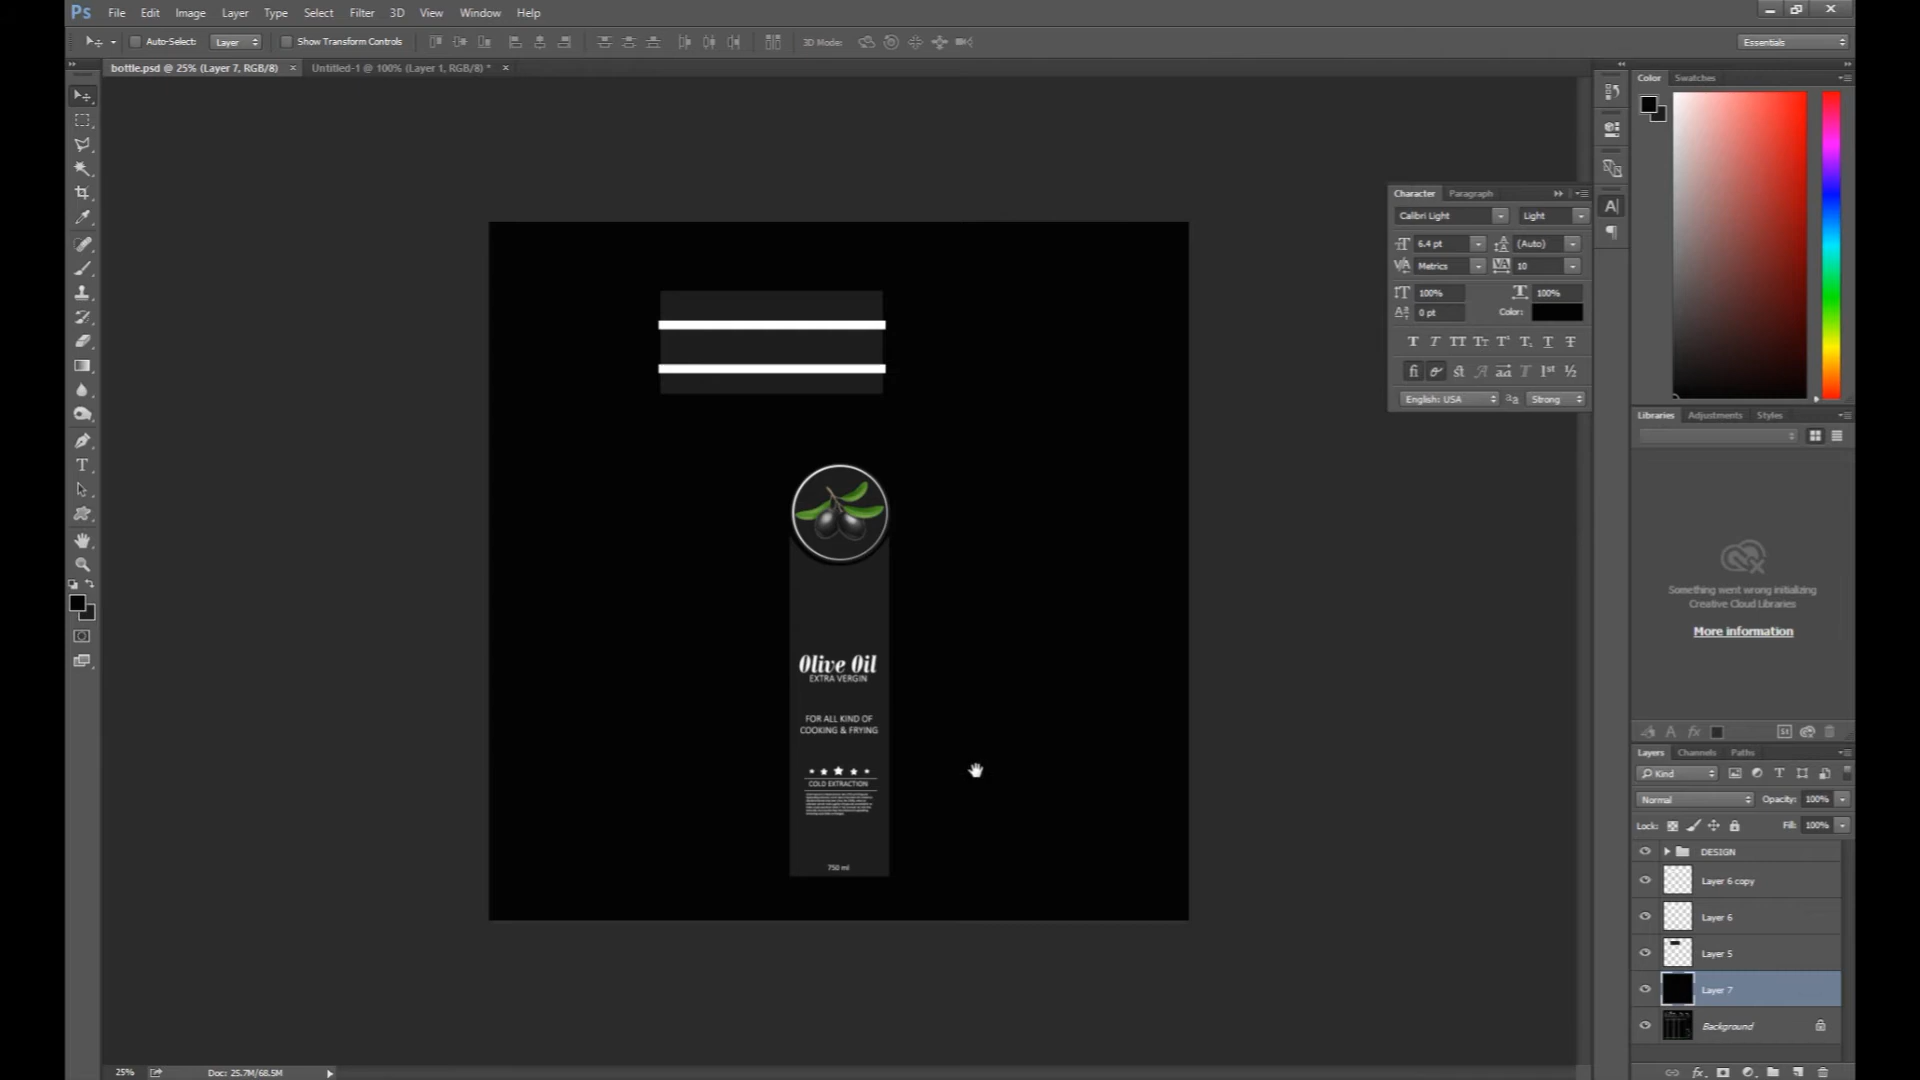 Ps File Edit Image Layer Type Select Filter 3D View Window Help
Auto-Select: Layer Show Transform Controls 3D Mode: Essentials
bottle.psd @ 25% (Layer 7, RGB/8) × Untitled-1 @ 100% (Layer 1, RGB/8) * ×
Color Swatches
Character Paragraph
Calibri Light Light
6.4 pt (Auto)
Metrics 10
100% 100%
0 pt Color:
English: USA Strong
Libraries Adjustments Styles
Something went wrong initializing
Creative Cloud Libraries
More information
Olive Oil
EXTRA VERGIN
FOR ALL KIND OF
COOKING & FRYING
COLD EXTRACTION
750 ml
Layers Channels Paths
Kind
Normal Opacity: 100%
Lock: Fill: 100%
DESIGN
Layer 6 copy
Layer 6
Layer 5
Layer 7
Background
25% Doc: 25.7M/68.5M